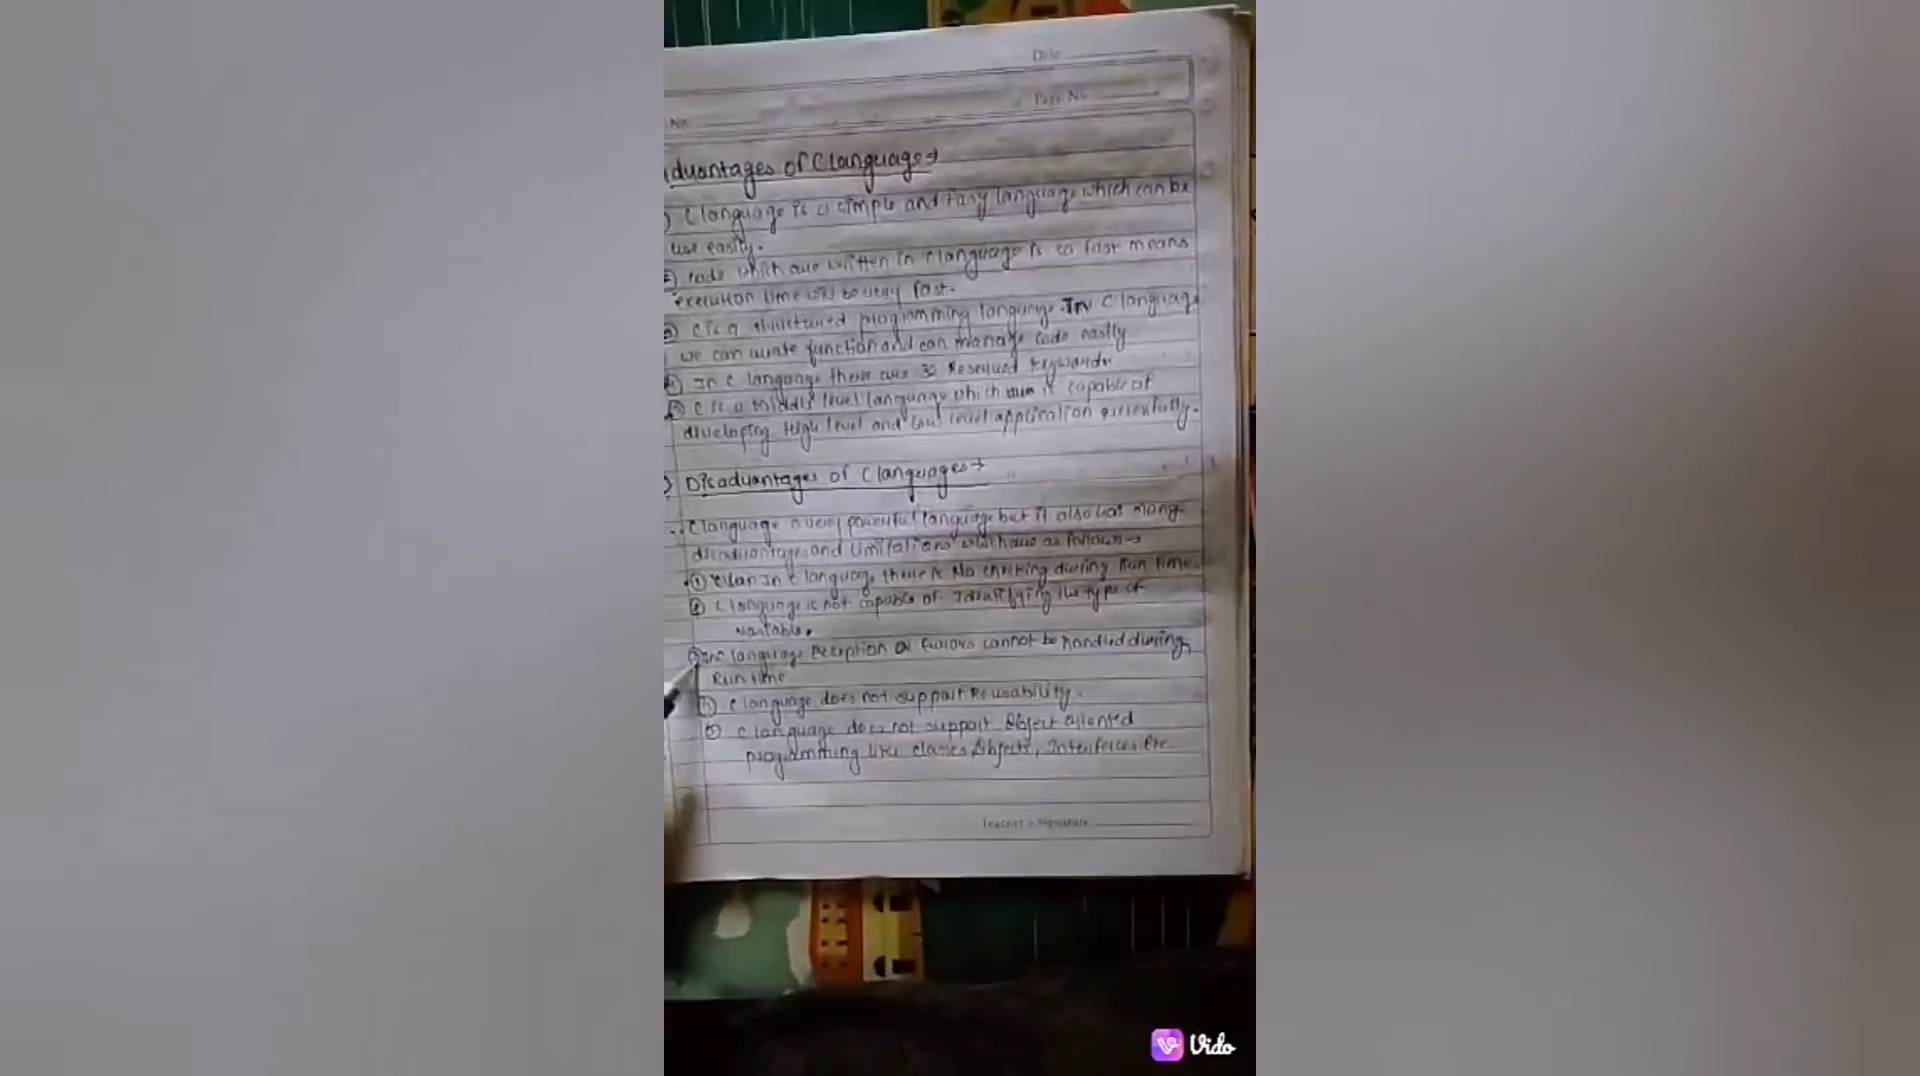 Date
Page No
No
dvantages of C language →
) C language is a simple and Easy language which can be
use easily.
2) code which are written in C language is so fast means
execution time will be very fast.
3) C is a structured programming language. In C language
we can create function and can manage code easily
4) In C language there are 32 Reserved keywords
5) C is a middle level language which is capable of
developing High level and low level application successfully.
Disadvantages of C languages →
C language is very powerful language but it also has many
disadvantages and limitations which are as follows →
① In C language there is No checking during Run time.
② C language is not capable of Identifying the type of
variable.
③ In C language Exception or Errors cannot be handled during
Run time
④ C language does not support Reusability.
⑤ C language does not support Object oriented
programming like classes, Objects, Interfaces Etc
Teacher's Signature
Vido